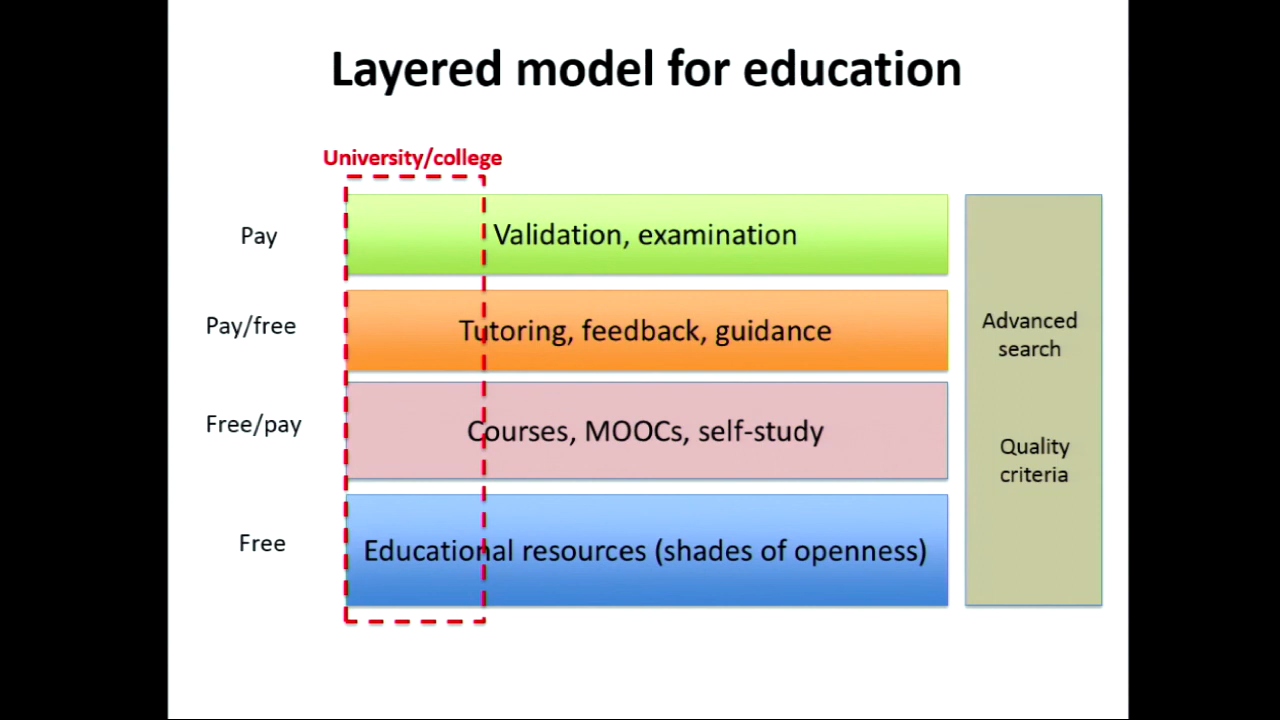 Layered model for education
University/college
Pay
Validation, examination
Pay/free
Tutoring, feedback, guidance
Free/pay
Courses, MOOCs, self-study
Free
Educational resources (shades of openness)
Advanced
search
Quality
criteria